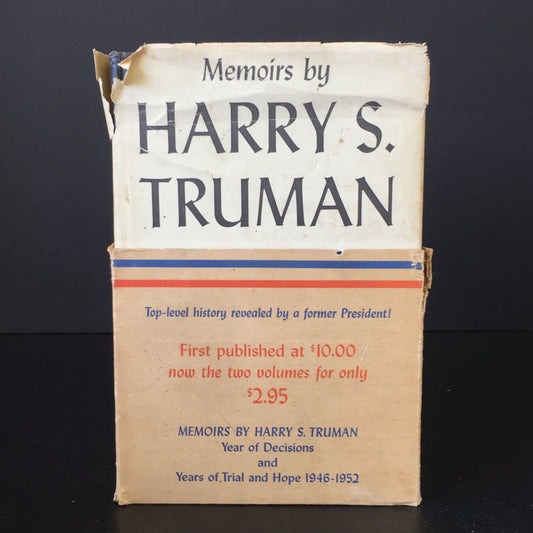 Memoirs by
HARRY S.
TRUMAN
Top-level history revealed by a former President!
First published at $10.00
now the two volumes for only
$2.95
MEMOIRS BY HARRY S. TRUMAN
Year of Decisions
and
Years of Trial and Hope 1946-1952